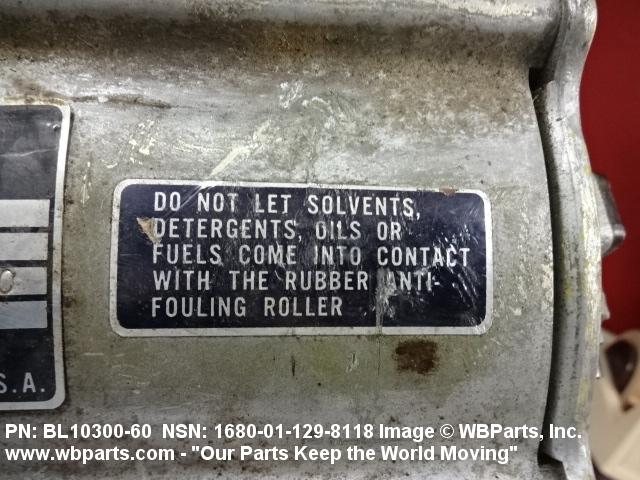 DO NOT LET SOLVENTS,
DETERGENTS, OILS OR
FUELS COME INTO CONTACT
WITH THE RUBBER ANTI-
FOULING ROLLER
0
S.A.
PN: BL10300-60 NSN: 1680-01-129-8118 Image © WBParts, Inc.
www.wbparts.com - "Our Parts Keep the World Moving"